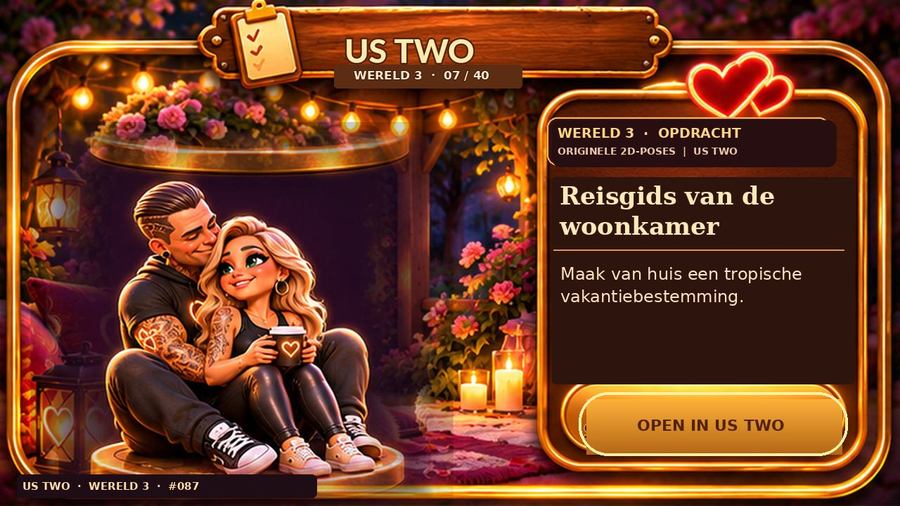 US TWO
WERELD 3 · 07 / 40
WERELD 3 · OPDRACHT
ORIGINELE 2D-POSES | US TWO
Reisgids van de
woonkamer
Maak van huis een tropische
vakantiebestemming.
OPEN IN US TWO
US TWO · WERELD 3 · #087